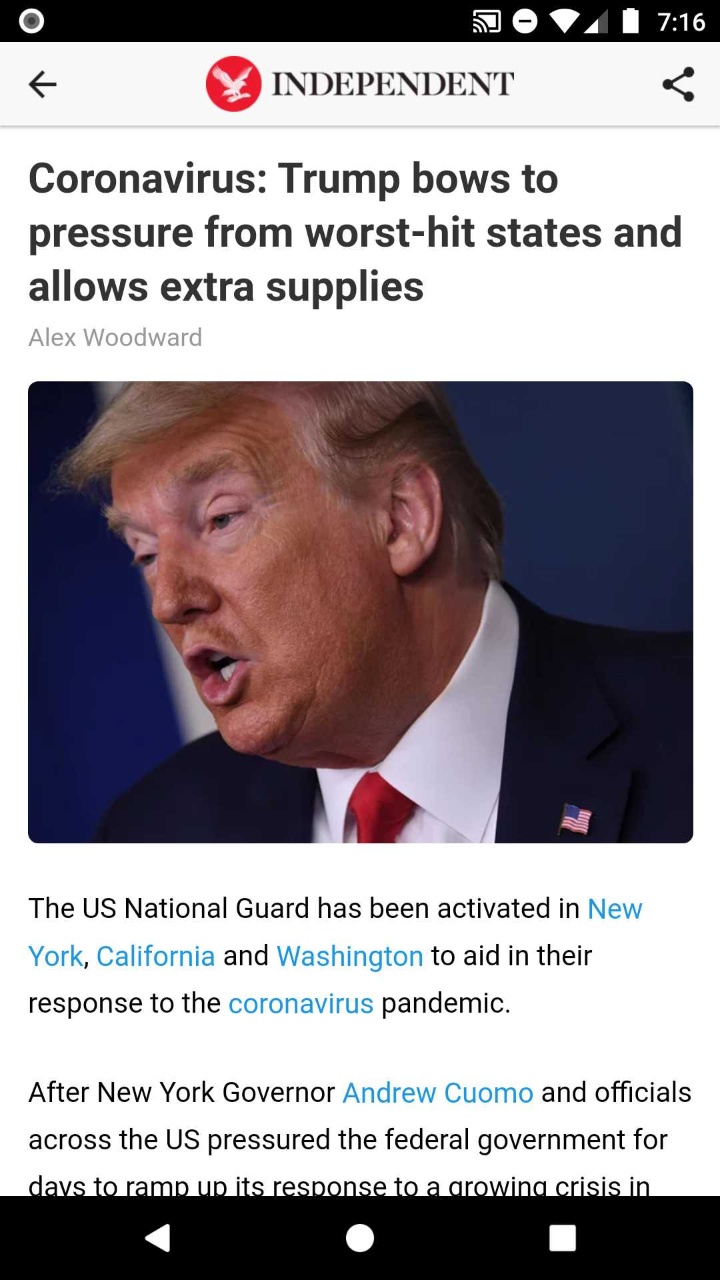 7:16
INDEPENDENT
Coronavirus: Trump bows to
pressure from worst-hit states and
allows extra supplies
Alex Woodward
The US National Guard has been activated in New
York, California and Washington to aid in their
response to the coronavirus pandemic.
After New York Governor Andrew Cuomo and officials
across the US pressured the federal government for
days to ramp up its response to a growing crisis in